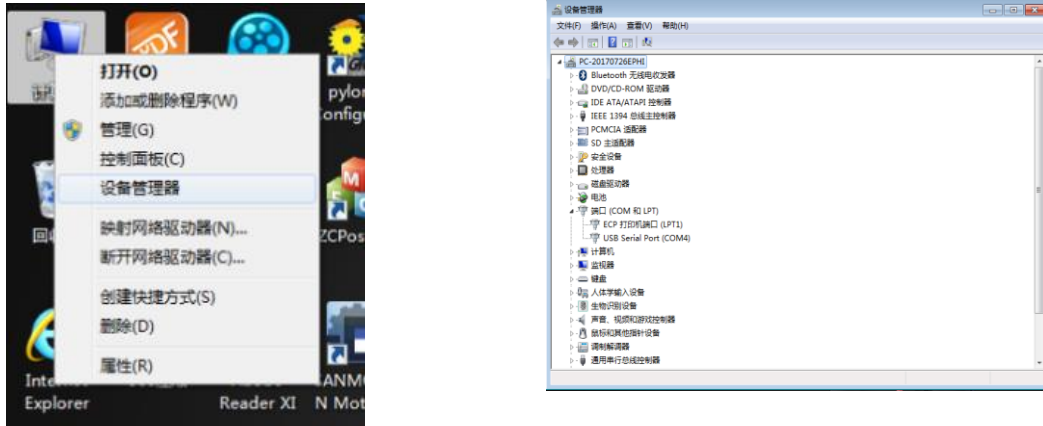 打开(O)
添加或删除程序(W)
管理(G)
控制面板(C)
设备管理器
映射网络驱动器(N)...
断开网络驱动器(C)...
创建快捷方式(S)
删除(D)
属性(R)
pylon
ZCPos
Explorer
Reader XI
N Mot
设备管理器
文件(F) 操作(A) 查看(V) 帮助(H)
PC-20170726EPHI
Bluetooth 无线电收发器
DVD/CD-ROM 驱动器
IDE ATA/ATAPI 控制器
IEEE 1394 总线主控制器
PCMCIA 适配器
SD 主适配器
安全设备
处理器
磁盘驱动器
电池
端口 (COM 和 LPT)
ECP 打印机端口 (LPT1)
USB Serial Port (COM4)
计算机
监视器
键盘
人体学输入设备
生物识别设备
声音、视频和游戏控制器
鼠标和其他指针设备
调制解调器
通用串行总线控制器